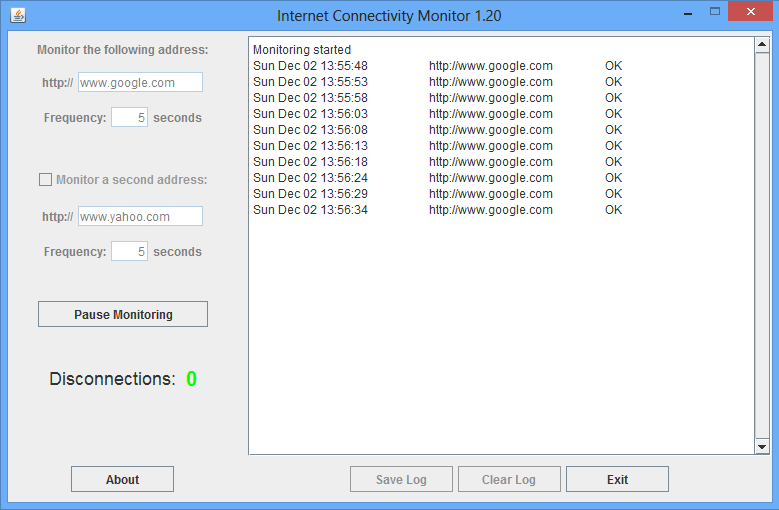 Internet Connectivity Monitor 1.20
Monitor the following address:
http:// www.google.com
Frequency: 5 seconds
Monitor a second address:
http:// www.yahoo.com
Frequency: 5 seconds
Pause Monitoring
Disconnections: 0
About
Monitoring started
Sun Dec 02 13:55:48 http://www.google.com OK
Sun Dec 02 13:55:53 http://www.google.com OK
Sun Dec 02 13:55:58 http://www.google.com OK
Sun Dec 02 13:56:03 http://www.google.com OK
Sun Dec 02 13:56:08 http://www.google.com OK
Sun Dec 02 13:56:13 http://www.google.com OK
Sun Dec 02 13:56:18 http://www.google.com OK
Sun Dec 02 13:56:24 http://www.google.com OK
Sun Dec 02 13:56:29 http://www.google.com OK
Sun Dec 02 13:56:34 http://www.google.com OK
Save Log Clear Log Exit